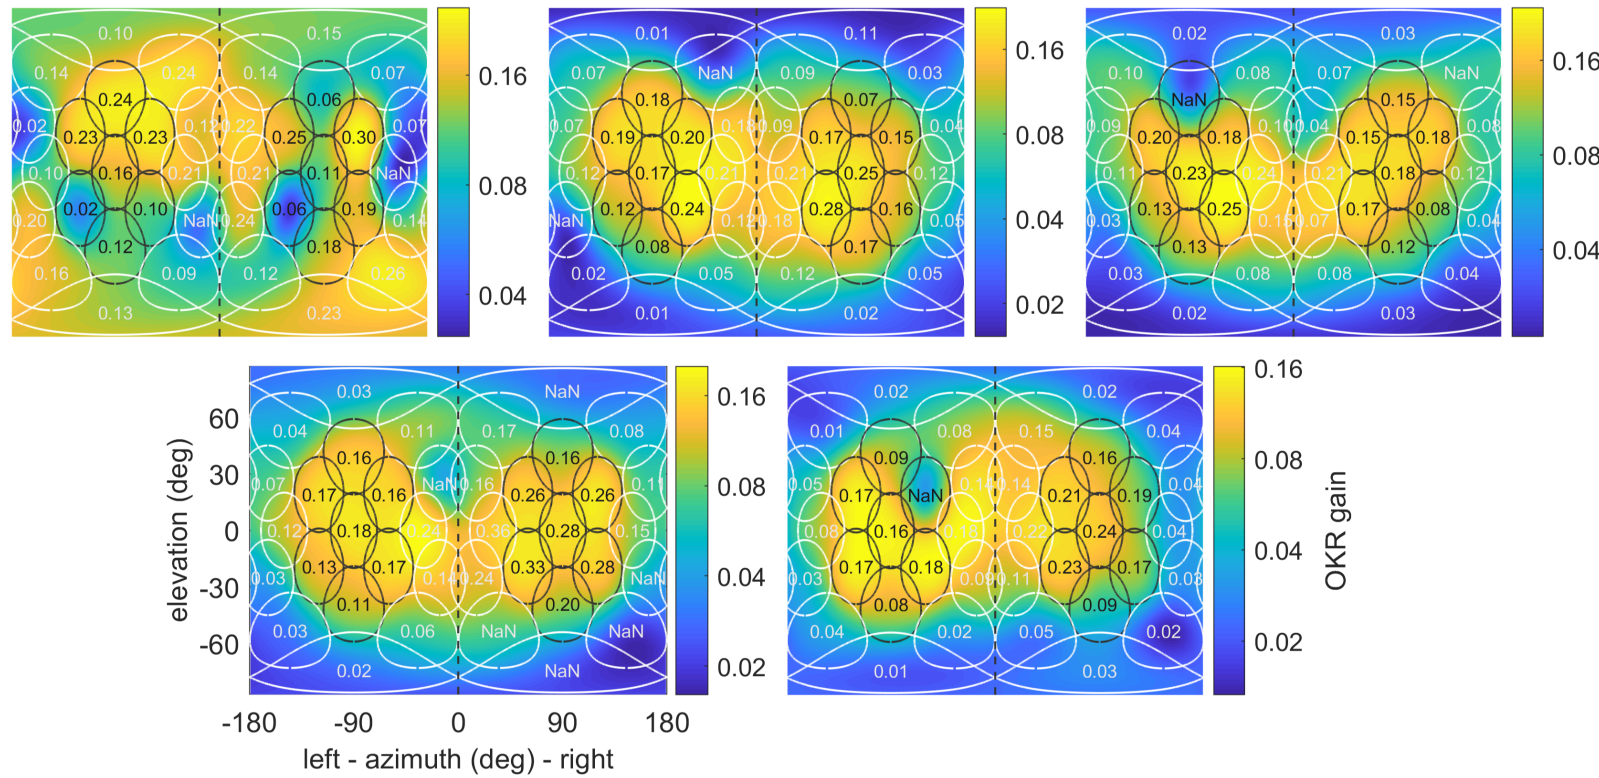 0.10 0.15
0.14 0.24 0.14 0.07
0.24 0.06
0.02 0.23 0.23 0.12 0.22 0.25 0.30 0.07
0.10 0.16 0.21 0.21 0.11 NaN
0.20 0.02 0.10 NaN 0.24 0.06 0.19 0.14
0.12 0.18
0.16 0.09 0.12 0.26
0.13 0.23
0.16
0.08
0.04
0.01 0.11
0.07 NaN 0.09 0.03
0.18 0.07
0.07 0.19 0.20 0.18 0.09 0.17 0.15 0.04
0.12 0.17 0.21 0.21 0.25 0.12
NaN 0.12 0.24 0.12 0.18 0.28 0.16 0.05
0.08 0.17
0.02 0.05 0.12 0.05
0.01 0.02
0.16
0.08
0.04
0.02
0.02 0.03
0.10 0.08 0.07 NaN
NaN 0.15
0.09 0.20 0.18 0.10 0.04 0.15 0.18 0.08
0.11 0.23 0.24 0.21 0.18 0.12
0.03 0.13 0.25 0.15 0.07 0.17 0.08 0.04
0.13 0.12
0.03 0.08 0.08 0.04
0.02 0.03
0.16
0.08
0.04
elevation (deg)
60
30
0
-30
-60
0.03 NaN
0.04 0.11 0.17 0.08
0.16 0.16
0.07 0.17 0.16 NaN 0.16 0.26 0.26 0.11
0.12 0.18 0.24 0.36 0.28 0.15
0.03 0.13 0.17 0.14 0.24 0.33 0.28 NaN
0.11 0.20
0.03 0.06 NaN NaN
0.02 NaN
-180 -90 0 90 180
left - azimuth (deg) - right
0.16
0.08
0.04
0.02
0.02 0.02
0.01 0.08 0.15 0.04
0.09 0.16
0.05 0.17 NaN 0.14 0.14 0.21 0.19 0.03
0.08 0.16 0.18 0.22 0.24 0.04
0.03 0.17 0.18 0.09 0.11 0.23 0.17 0.03
0.08 0.09
0.04 0.02 0.05 0.02
0.01 0.03
0.16
0.08
0.04
0.02
OKR gain